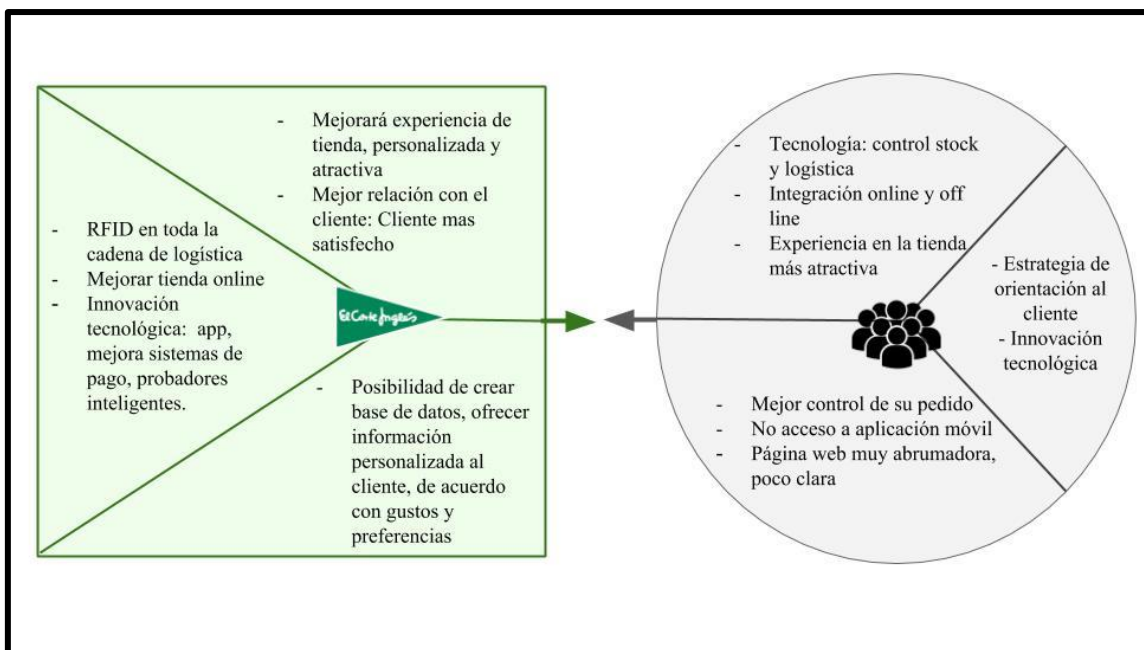 - Mejorará experiencia de
tienda, personalizada y
atractiva
- Mejor relación con el
cliente: Cliente mas
satisfecho
- RFID en toda la
cadena de logística
- Mejorar tienda online
- Innovación
tecnológica: app,
mejora sistemas de
pago, probadores
inteligentes.
El Corte Inglés
- Posibilidad de crear
base de datos, ofrecer
información
personalizada al
cliente, de acuerdo
con gustos y
preferencias
- Tecnología: control stock
y logística
- Integración online y off
line
- Experiencia en la tienda
más atractiva
- Estrategia de
orientación al
cliente
- Innovación
tecnológica
- Mejor control de su pedido
- No acceso a aplicación móvil
- Página web muy abrumadora,
poco clara